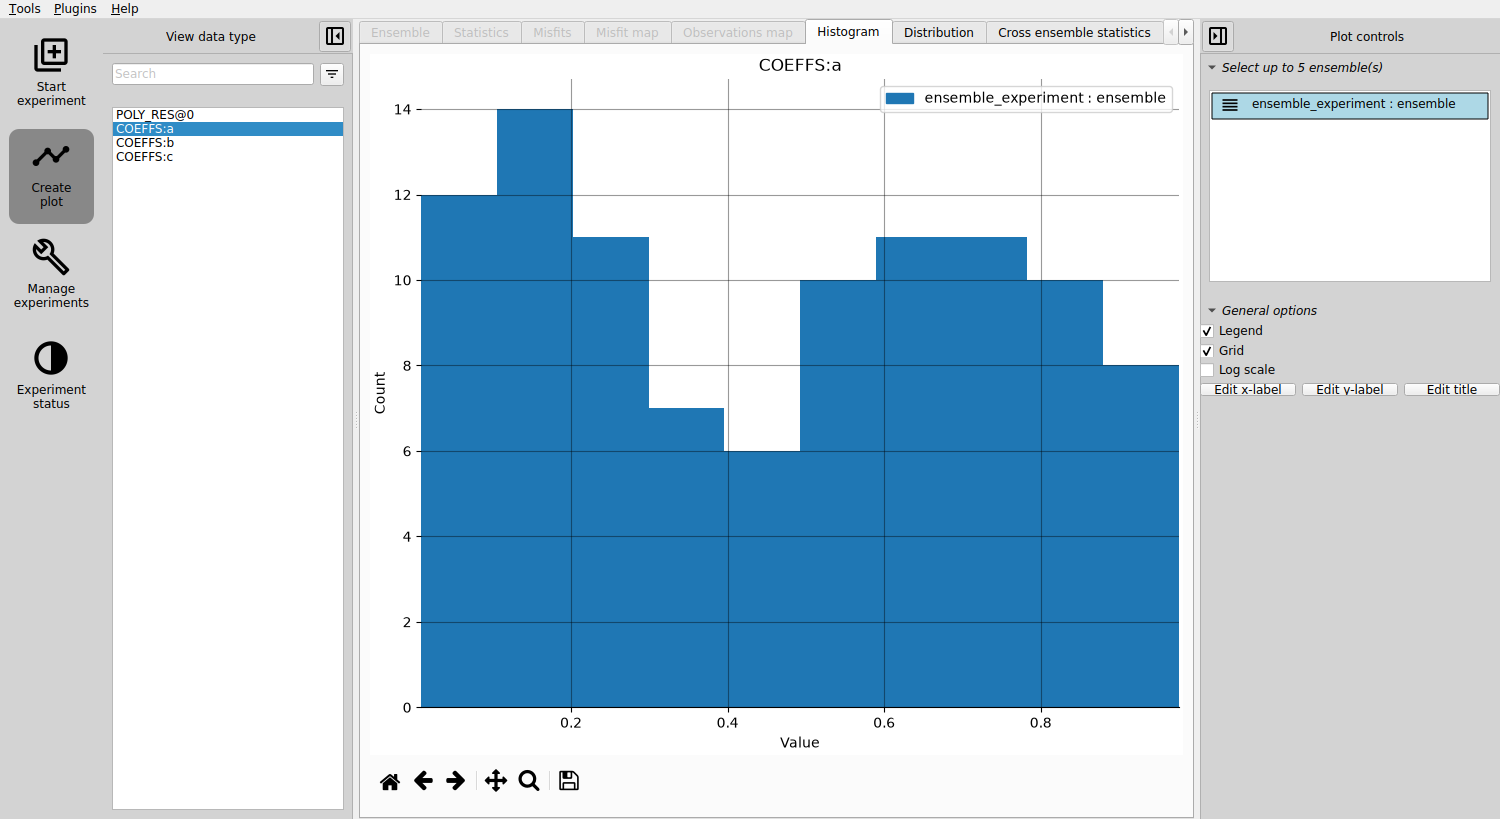 Tools Plugins Help
Start
experiment
Create
plot
Manage
experiments
Experiment
status
View data type
Search
POLY_RES@0
COEFFS:a
COEFFS:b
COEFFS:c
Ensemble Statistics Misfits Misfit map Observations map Histogram Distribution Cross ensemble statistics
COEFFS:a
ensemble_experiment : ensemble
14
12
10
8
6
4
2
0
Count
0.2 0.4 0.6 0.8
Value
Plot controls
Select up to 5 ensemble(s)
ensemble_experiment : ensemble
General options
Legend
Grid
Log scale
Edit x-label Edit y-label Edit title